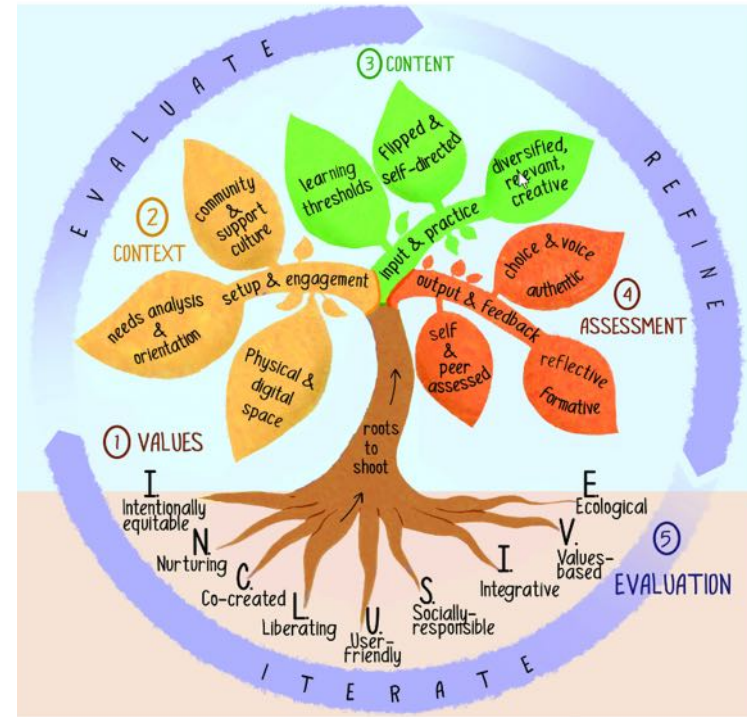 EVALUATE
REFINE
ITERATE
③ CONTENT
learning
thresholds
flipped &
self-directed
diversified,
relevant,
creative
input & practice
②
CONTEXT
community
&
support
culture
needs analysis
&
orientation
setup & engagement
Physical &
digital
space
choice & voice
authentic
④
ASSESSMENT
output & feedback
self
&
peer
assessed
reflective
formative
① VALUES
roots
to
shoot
I.
Intentionally
equitable
N.
Nurturing
C.
Co-created
L.
Liberating
U.
User-
friendly
S.
Socially-
responsible
I.
Integrative
V.
Values-
based
E.
Ecological
⑤
EVALUATION